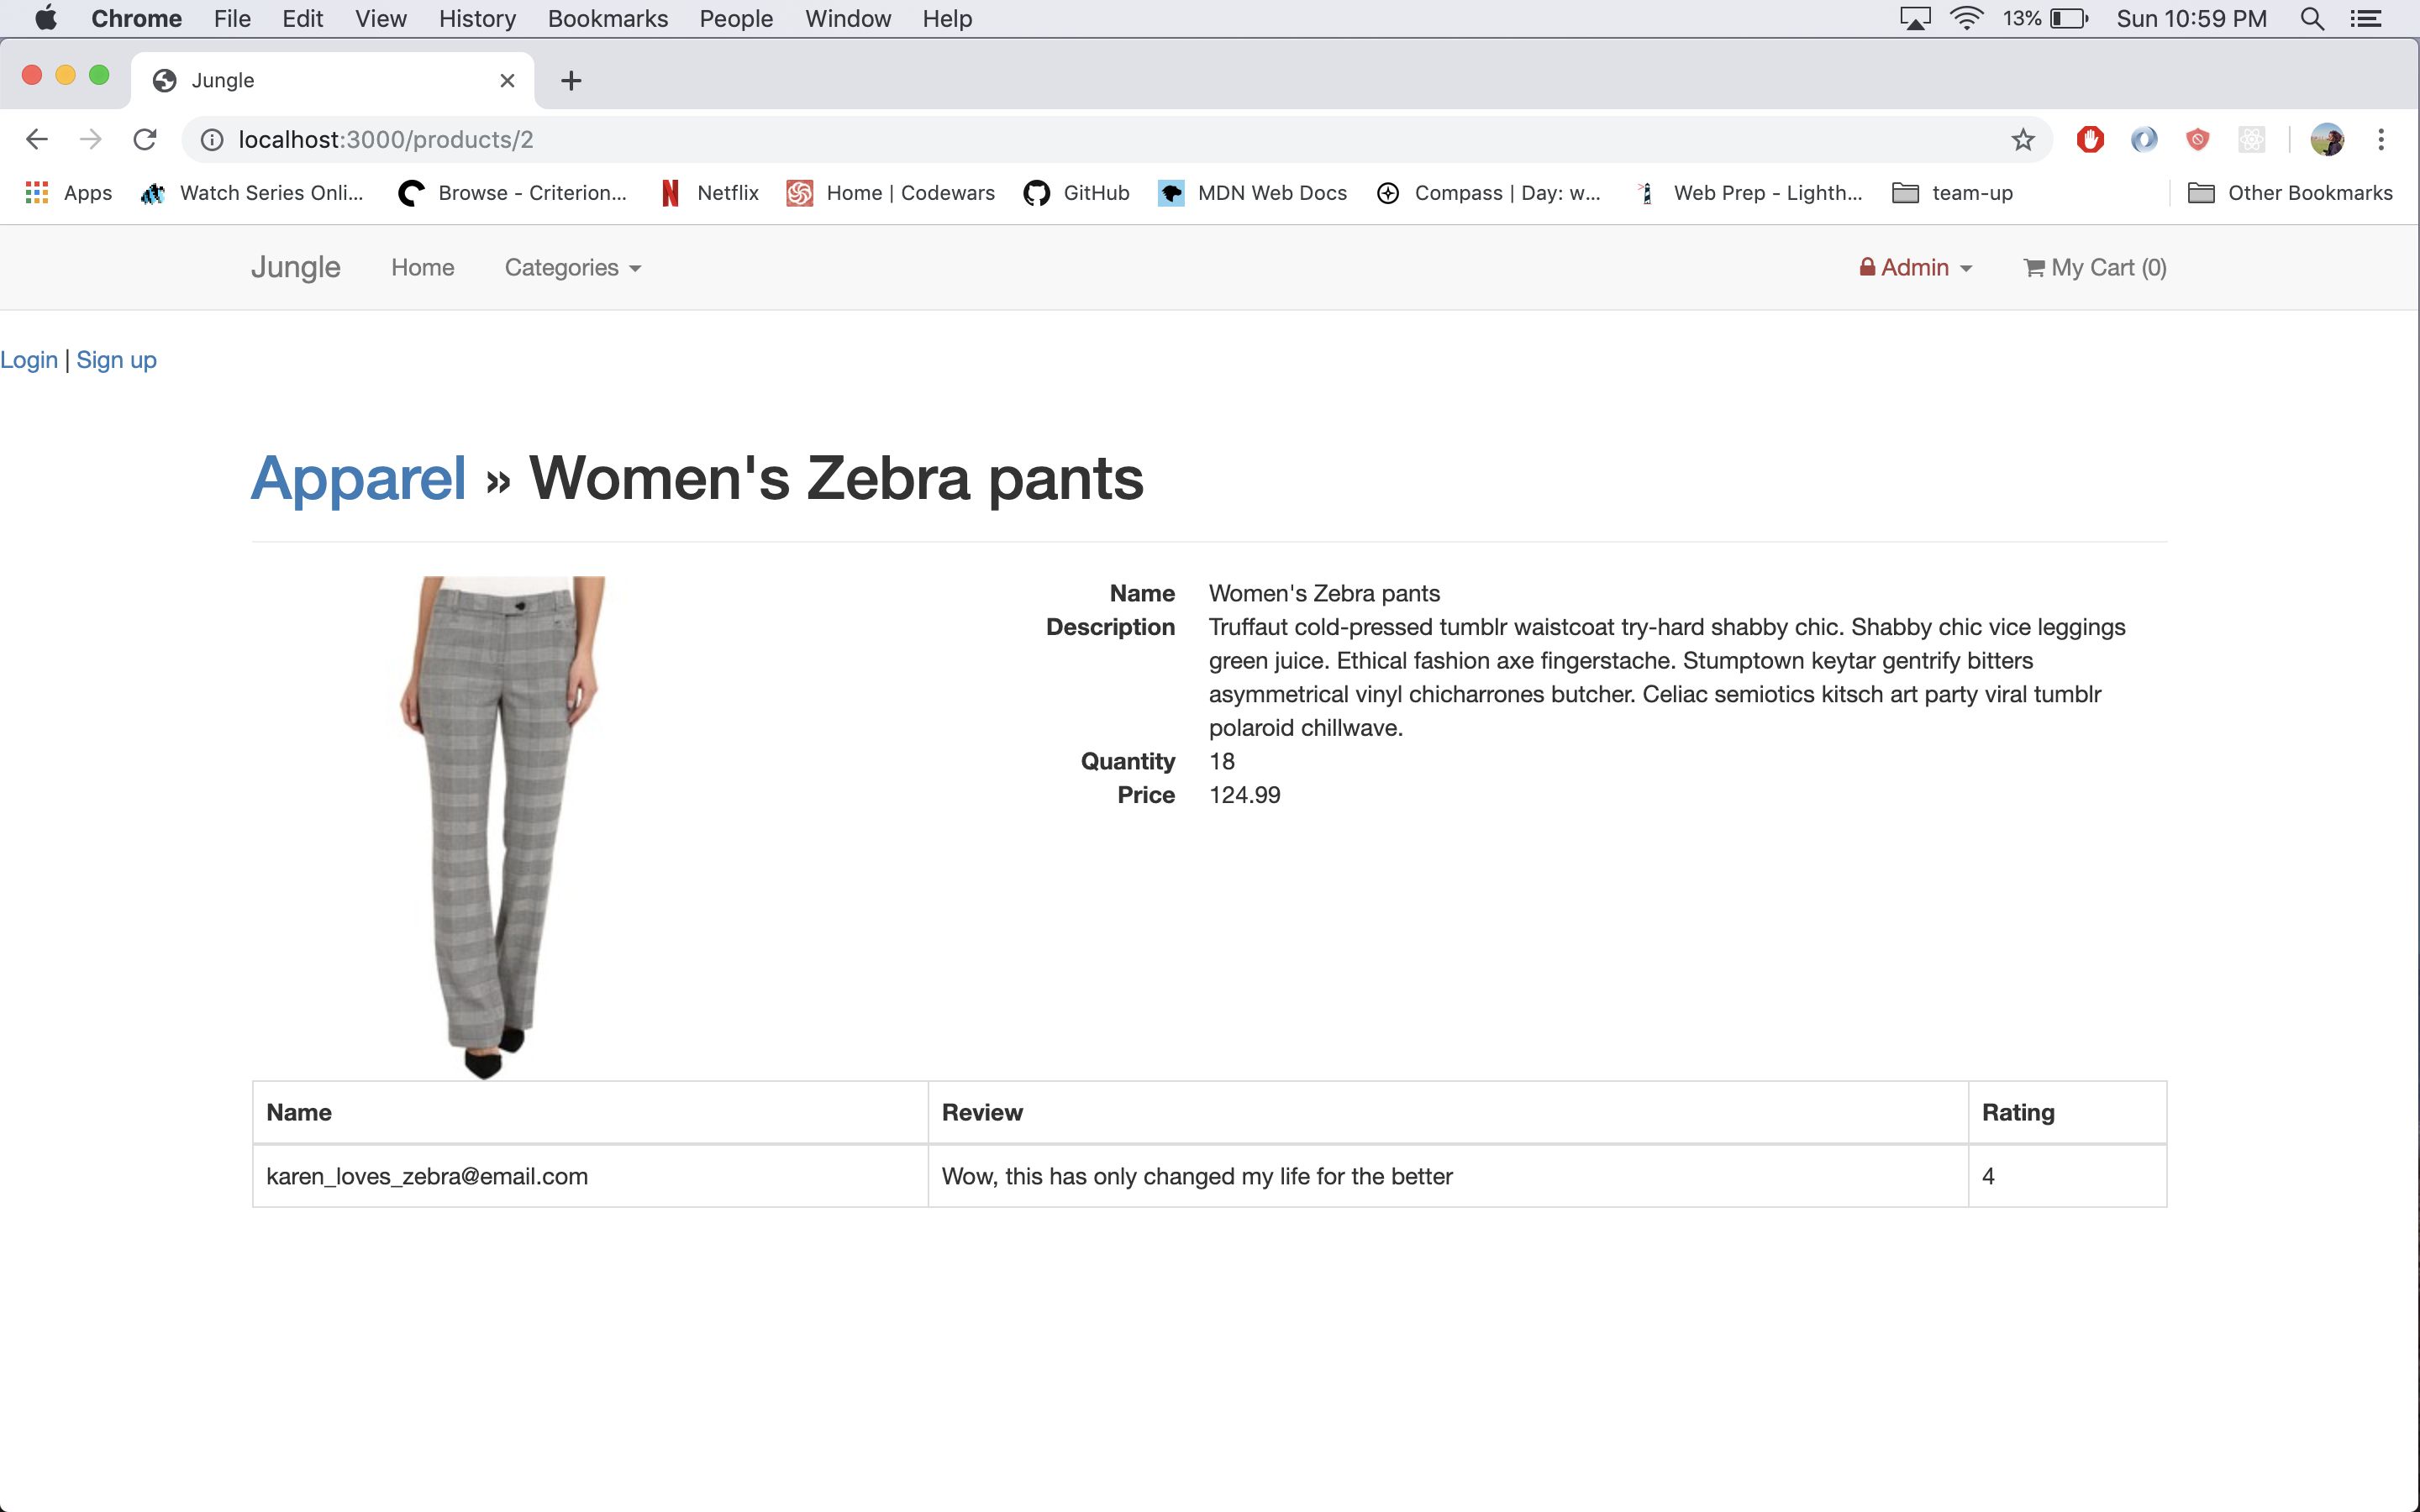 Chrome File Edit View History Bookmarks People Window Help 13% Sun 10:59 PM
Jungle
localhost:3000/products/2
Apps Watch Series Onli... Browse - Criterion... Netflix Home | Codewars GitHub MDN Web Docs Compass | Day: w... Web Prep - Lighth... team-up Other Bookmarks
Jungle Home Categories Admin My Cart (0)
Login | Sign up
Apparel » Women's Zebra pants
Name Women's Zebra pants
Description Truffaut cold-pressed tumblr waistcoat try-hard shabby chic. Shabby chic vice leggings
green juice. Ethical fashion axe fingerstache. Stumptown keytar gentrify bitters
asymmetrical vinyl chicharrones butcher. Celiac semiotics kitsch art party viral tumblr
polaroid chillwave.
Quantity 18
Price 124.99
Name Review Rating
karen_loves_zebra@email.com Wow, this has only changed my life for the better 4